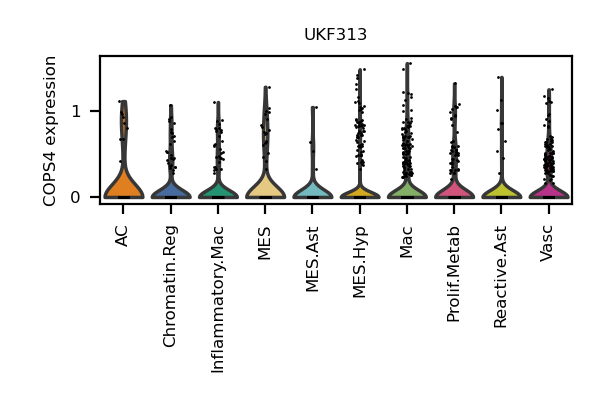 UKF313
COPS4 expression
1
0
AC
Chromatin.Reg
Inflammatory.Mac
MES
MES.Ast
MES.Hyp
Mac
Prolif.Metab
Reactive.Ast
Vasc